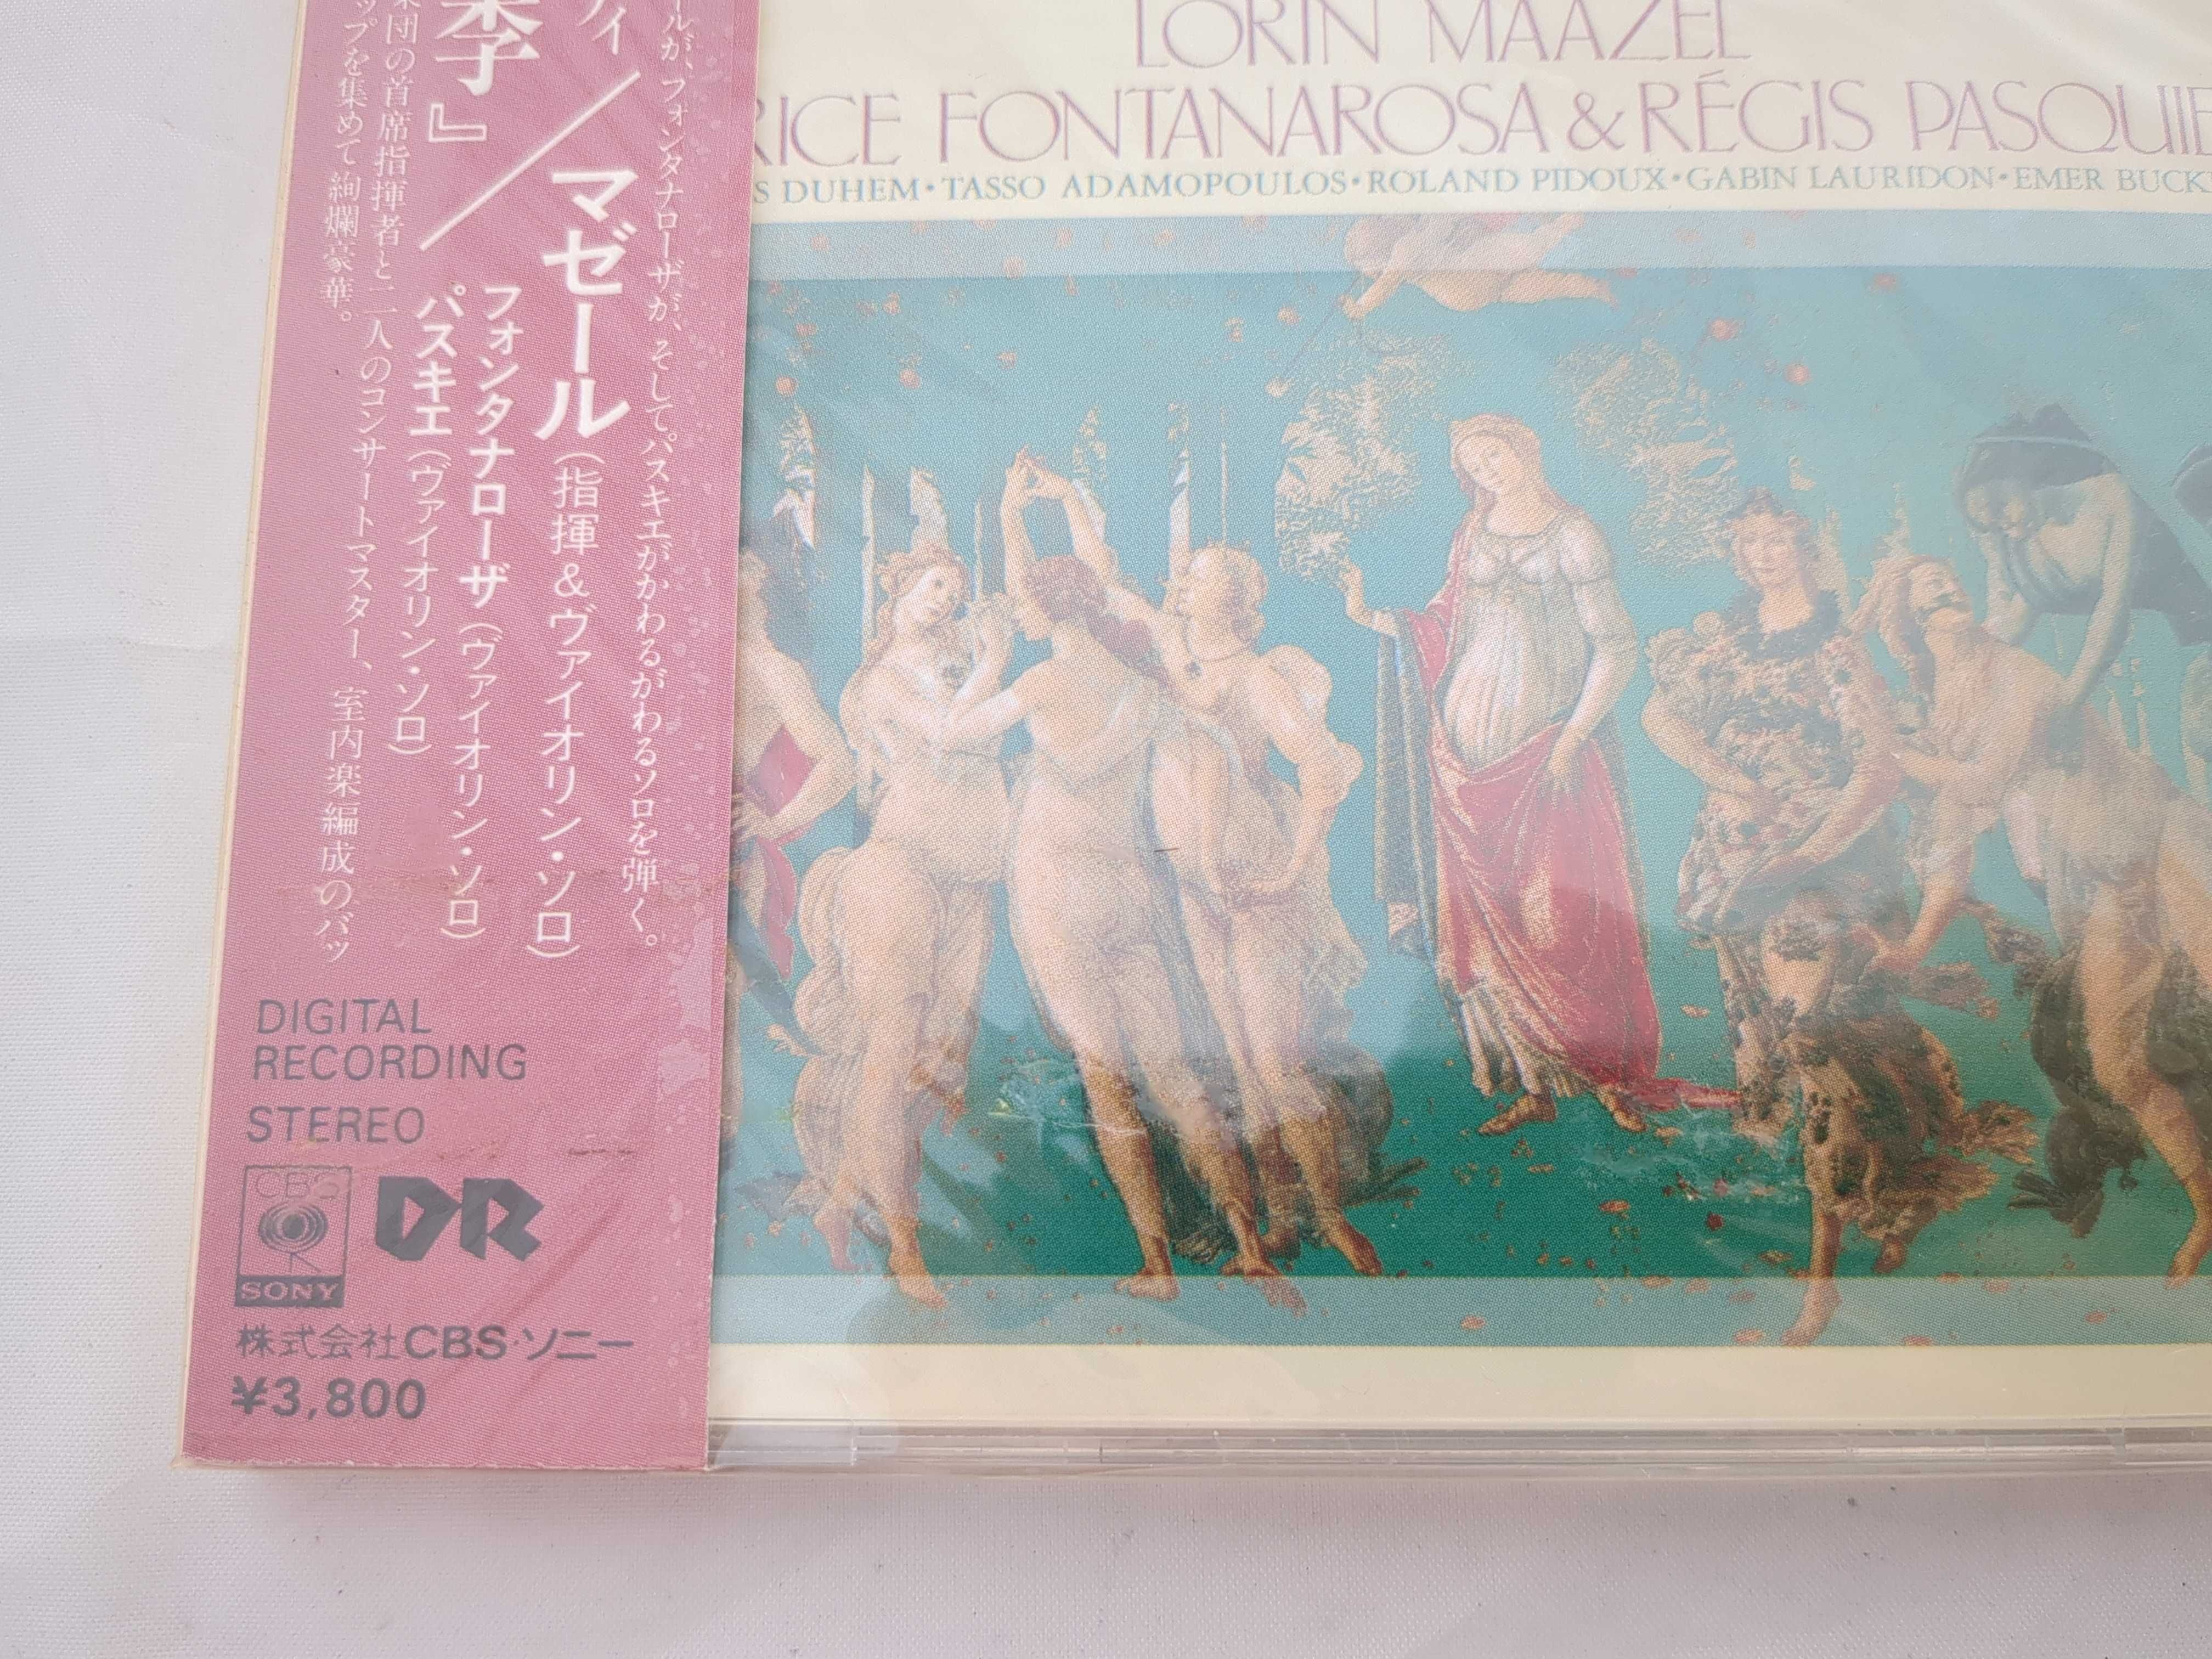 LORIN MAAZEL
RICE FONTANAROSA & RÉGIS PASQUIE
S DUHEM・TASSO ADAMOPOULOS・ROLAND PIDOUX・GABIN LAURIDON・EMER BUCK
ールが、フォンタナローザが、そしてパスキエがかわるがわるソロを弾く。
ィ／マゼール(指揮&ヴァイオリン・ソロ)
フォンタナローザ(ヴァイオリン・ソロ)
季』／パスキエ(ヴァイオリン・ソロ)
団の首席指揮者と二人のコンサートマスター、室内楽編成のバッ
プを集めて絢爛豪華。
DIGITAL
RECORDING
STEREO
CBS
SONY
DR
株式会社CBS・ソニー
¥3,800